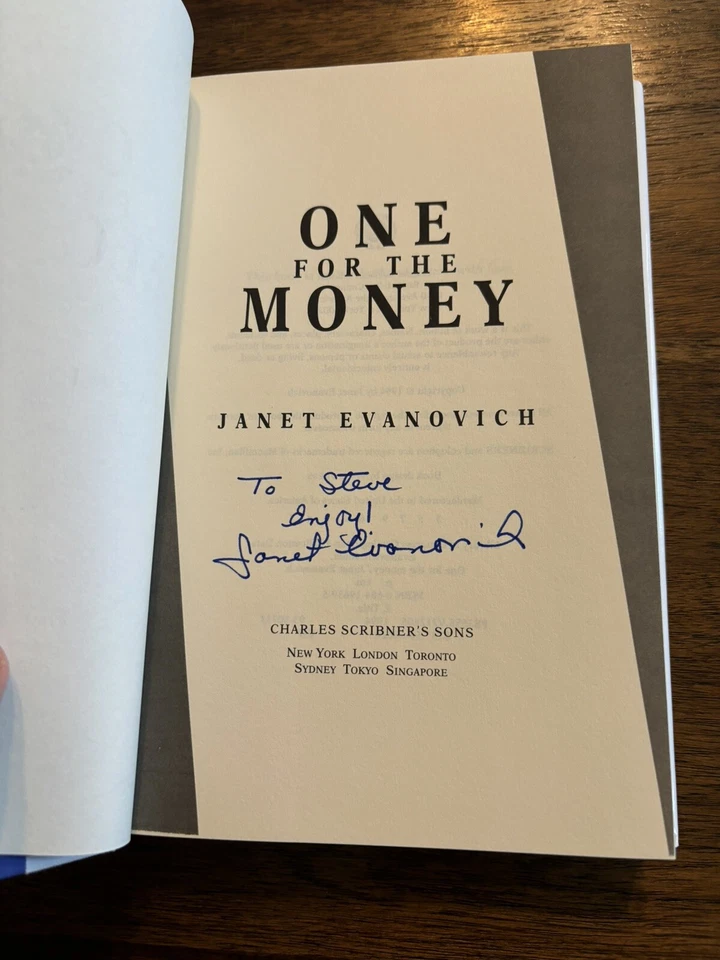 ONE
FOR THE
MONEY
JANET EVANOVICH
To Steve
Enjoy!
Janet Evanovich
CHARLES SCRIBNER'S SONS
NEW YORK LONDON TORONTO
SYDNEY TOKYO SINGAPORE